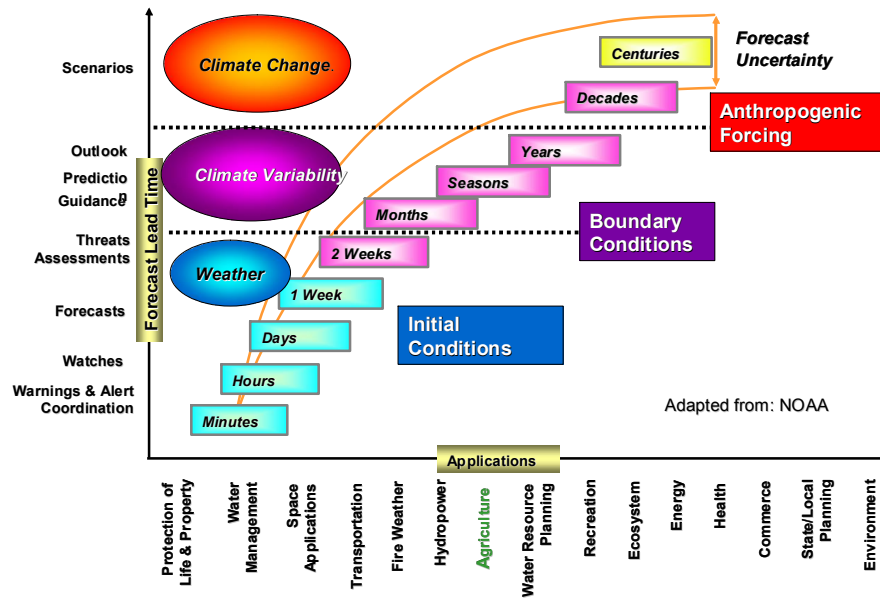 Scenarios
Outlook
Predictio
n
Guidance
Threats
Assessments
Forecasts
Watches
Warnings & Alert
Coordination
Forecast Lead Time
Climate Change.
Climate Variability
Weather
Centuries
Decades
Years
Seasons
Months
2 Weeks
1 Week
Days
Hours
Minutes
Forecast
Uncertainty
Anthropogenic
Forcing
Boundary
Conditions
Initial
Conditions
Adapted from: NOAA
Applications
Protection of
Life & Property
Water
Management
Space
Applications
Transportation
Fire Weather
Hydropower
Agriculture
Water Resource
Planning
Recreation
Ecosystem
Energy
Health
Commerce
State/Local
Planning
Environment